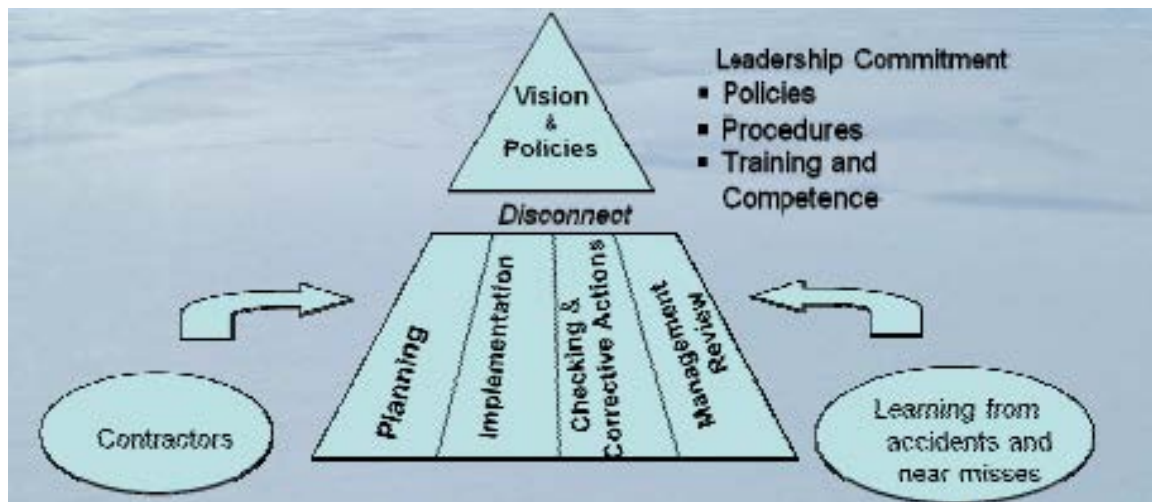 Vision
&
Policies
Leadership Commitment
▪ Policies
▪ Procedures
▪ Training and
Competence
Disconnect
Planning
Implementation
Checking &
Corrective Actions
Management
Review
Contractors
Learning from
accidents and
near misses